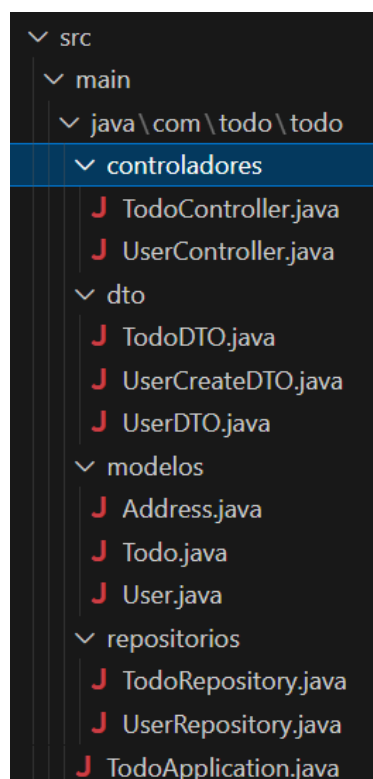 src
main
java\com\todo\todo
controladores
J TodoController.java
J UserController.java
dto
J TodoDTO.java
J UserCreateDTO.java
J UserDTO.java
modelos
J Address.java
J Todo.java
J User.java
repositorios
J TodoRepository.java
J UserRepository.java
J TodoApplication.java